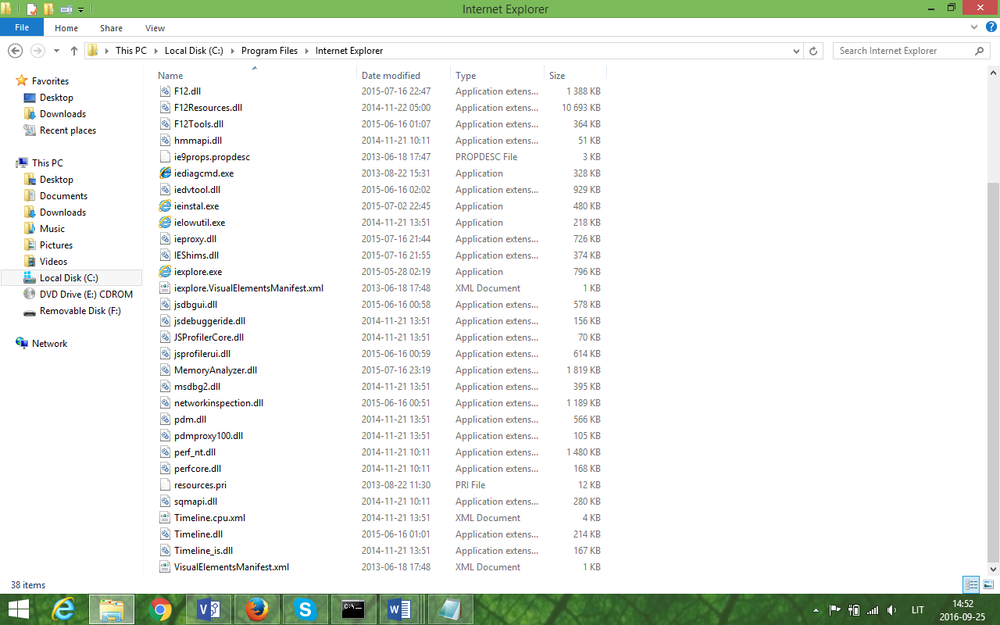 Internet Explorer
File Home Share View
This PC Local Disk (C:) Program Files Internet Explorer Search Internet Explorer
Favorites
Desktop
Downloads
Recent places
This PC
Desktop
Documents
Downloads
Music
Pictures
Videos
Local Disk (C:)
DVD Drive (E:) CDROM
Removable Disk (F:)
Network
Name Date modified Type Size
F12.dll 2015-07-16 22:47 Application extens... 1 388 KB
F12Resources.dll 2014-11-22 05:00 Application extens... 10 693 KB
F12Tools.dll 2015-06-16 01:07 Application extens... 364 KB
hmmapi.dll 2014-11-21 10:11 Application extens... 51 KB
ie9props.propdesc 2013-06-18 17:47 PROPDESC File 3 KB
iediagcmd.exe 2013-08-22 15:31 Application 328 KB
iedvtool.dll 2015-06-16 02:02 Application extens... 929 KB
ieinstal.exe 2015-07-02 22:45 Application 480 KB
ielowutil.exe 2014-11-21 13:51 Application 218 KB
ieproxy.dll 2015-07-16 21:44 Application extens... 726 KB
IEShims.dll 2015-07-16 21:55 Application extens... 374 KB
iexplore.exe 2015-05-28 02:19 Application 796 KB
iexplore.VisualElementsManifest.xml 2013-06-18 17:48 XML Document 1 KB
jsdbgui.dll 2015-06-16 00:58 Application extens... 578 KB
jsdebuggeride.dll 2014-11-21 13:51 Application extens... 156 KB
JSProfilerCore.dll 2014-11-21 13:51 Application extens... 70 KB
jsprofilerui.dll 2015-06-16 00:59 Application extens... 614 KB
MemoryAnalyzer.dll 2015-07-16 23:19 Application extens... 1 819 KB
msdbg2.dll 2014-11-21 13:51 Application extens... 395 KB
networkinspection.dll 2015-06-16 00:51 Application extens... 1 189 KB
pdm.dll 2014-11-21 13:51 Application extens... 566 KB
pdmproxy100.dll 2014-11-21 13:51 Application extens... 105 KB
perf_nt.dll 2014-11-21 10:11 Application extens... 1 480 KB
perfcore.dll 2014-11-21 10:11 Application extens... 168 KB
resources.pri 2013-08-22 11:30 PRI File 12 KB
sqmapi.dll 2014-11-21 10:11 Application extens... 280 KB
Timeline.cpu.xml 2014-11-21 13:51 XML Document 4 KB
Timeline.dll 2015-06-16 01:01 Application extens... 214 KB
Timeline_is.dll 2014-11-21 13:51 Application extens... 167 KB
VisualElementsManifest.xml 2013-06-18 17:48 XML Document 1 KB
38 items
LIT 14:52
2016-09-25